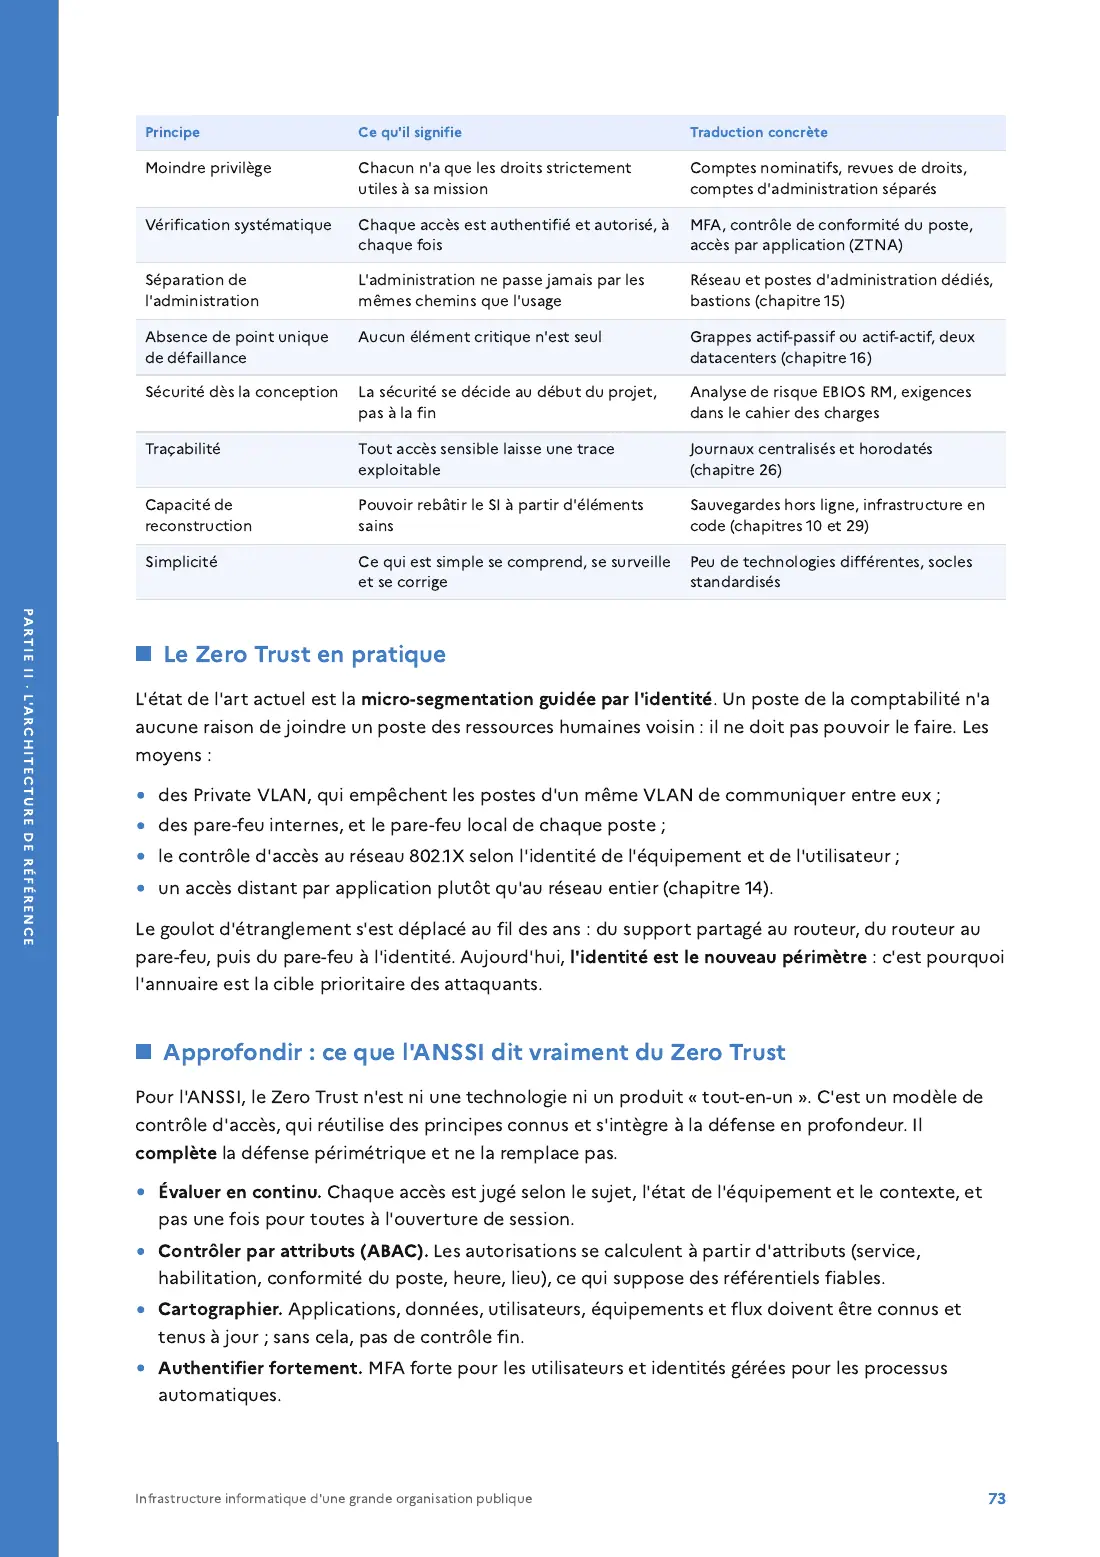 Principe Ce qu'il signifie Traduction concrète
Moindre privilège Chacun n'a que les droits strictement Comptes nominatifs, revues de droits,
utiles à sa mission comptes d'administration séparés
Vérification systématique Chaque accès est authentifié et autorisé, à MFA, contrôle de conformité du poste,
chaque fois accès par application (ZTNA)
Séparation de L'administration ne passe jamais par les Réseau et postes d'administration dédiés,
l'administration mêmes chemins que l'usage bastions (chapitre 15)
Absence de point unique Aucun élément critique n'est seul Grappes actif-passif ou actif-actif, deux
de défaillance datacenters (chapitre 16)
Sécurité dès la conception La sécurité se décide au début du projet, Analyse de risque EBIOS RM, exigences
pas à la fin dans le cahier des charges
Traçabilité Tout accès sensible laisse une trace Journaux centralisés et horodatés
exploitable (chapitre 26)
Capacité de Pouvoir rebâtir le SI à partir d'éléments Sauvegardes hors ligne, infrastructure en
reconstruction sains code (chapitres 10 et 29)
Simplicité Ce qui est simple se comprend, se surveille Peu de technologies différentes, socles
et se corrige standardisés
Le Zero Trust en pratique
L'état de l'art actuel est la micro-segmentation guidée par l'identité. Un poste de la comptabilité n'a
aucune raison de joindre un poste des ressources humaines voisin : il ne doit pas pouvoir le faire. Les
moyens :
• des Private VLAN, qui empêchent les postes d'un même VLAN de communiquer entre eux ;
• des pare-feu internes, et le pare-feu local de chaque poste ;
• le contrôle d'accès au réseau 802.1X selon l'identité de l'équipement et de l'utilisateur ;
• un accès distant par application plutôt qu'au réseau entier (chapitre 14).
Le goulot d'étranglement s'est déplacé au fil des ans : du support partagé au routeur, du routeur au
pare-feu, puis du pare-feu à l'identité. Aujourd'hui, l'identité est le nouveau périmètre : c'est pourquoi
l'annuaire est la cible prioritaire des attaquants.
Approfondir : ce que l'ANSSI dit vraiment du Zero Trust
Pour l'ANSSI, le Zero Trust n'est ni une technologie ni un produit « tout-en-un ». C'est un modèle de
contrôle d'accès, qui réutilise des principes connus et s'intègre à la défense en profondeur. Il
complète la défense périmétrique et ne la remplace pas.
• Évaluer en continu. Chaque accès est jugé selon le sujet, l'état de l'équipement et le contexte, et
pas une fois pour toutes à l'ouverture de session.
• Contrôler par attributs (ABAC). Les autorisations se calculent à partir d'attributs (service,
habilitation, conformité du poste, heure, lieu), ce qui suppose des référentiels fiables.
• Cartographier. Applications, données, utilisateurs, équipements et flux doivent être connus et
tenus à jour ; sans cela, pas de contrôle fin.
• Authentifier fortement. MFA forte pour les utilisateurs et identités gérées pour les processus
automatiques.
PARTIE II · L'ARCHITECTURE DE RÉFÉRENCE
Infrastructure informatique d'une grande organisation publique 73